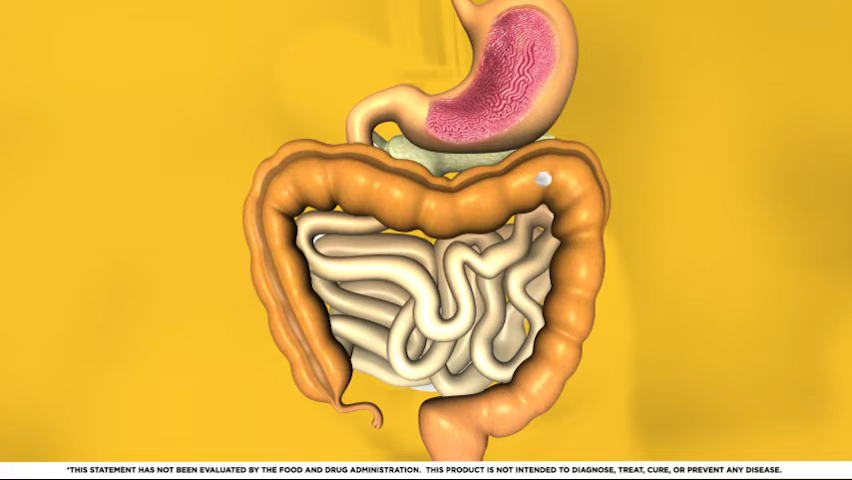 *THIS STATEMENT HAS NOT BEEN EVALUATED BY THE FOOD AND DRUG ADMINISTRATION. THIS PRODUCT IS NOT INTENDED TO DIAGNOSE, TREAT, CURE, OR PREVENT ANY DISEASE.